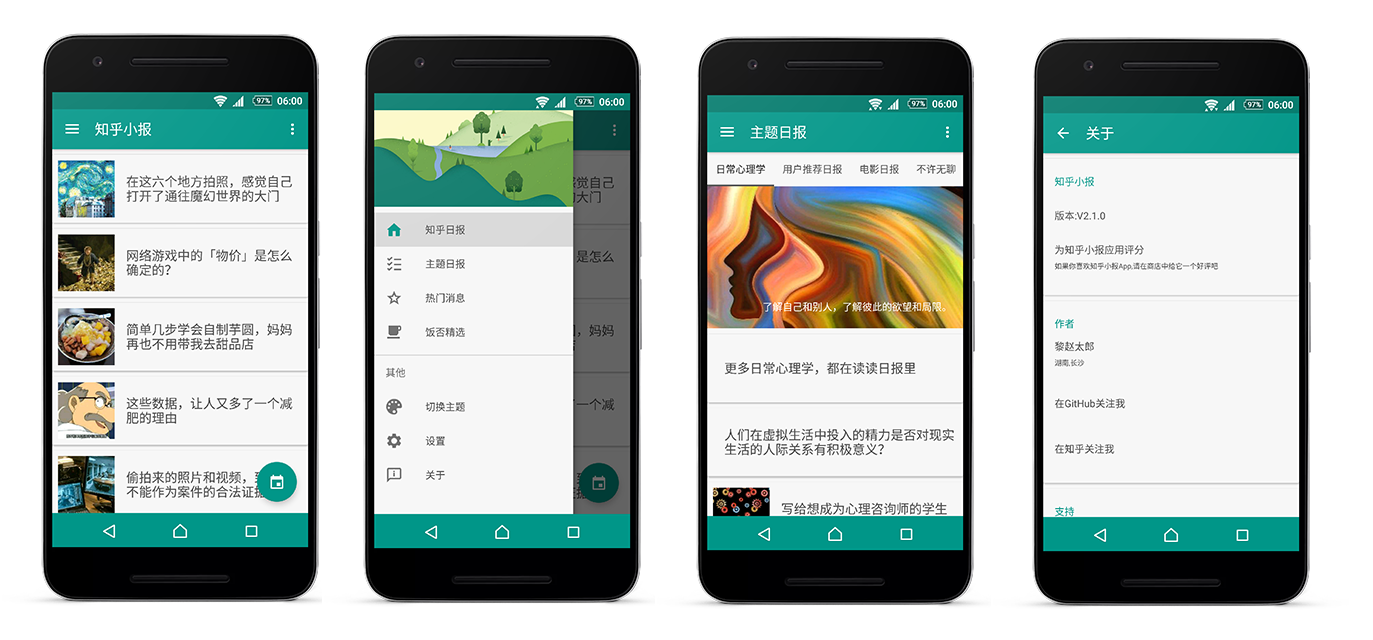 97% 06:00
知乎小报
在这六个地方拍照，感觉自己
打开了通往魔幻世界的大门
网络游戏中的「物价」是怎么
确定的？
简单几步学会自制芋圆，妈妈
再也不用带我去甜品店
这些数据，让人又多了一个减
肥的理由
偷拍来的照片和视频，
不能作为案件的合法证
97% 06:00
知乎日报
主题日报
热门消息
饭否精选
其他
切换主题
设置
关于
觉自己
大门
是怎么
，妈妈
一个减
97% 06:00
主题日报
日常心理学 用户推荐日报 电影日报 不许无聊
了解自己和别人，了解彼此的欲望和局限。
更多日常心理学，都在读读日报里
人们在虚拟生活中投入的精力是否对现实
生活的人际关系有积极意义？
写给想成为心理咨询师的学生
97% 06:00
关于
知乎小报
版本:V2.1.0
为知乎小报应用评分
如果你喜欢知乎小报App,请在商店中给它一个好评吧
作者
黎赵太郎
湖南,长沙
在GitHub关注我
在知乎关注我
支持